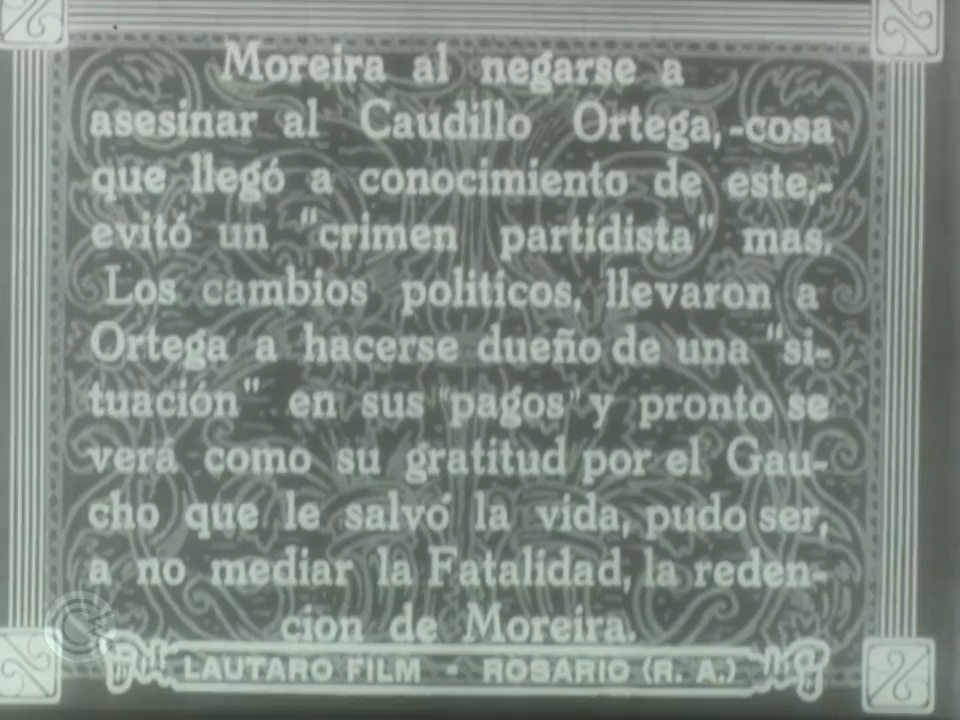 Moreira al negarse a
asesinar al Caudillo Ortega,-cosa
que llegó a conocimiento de este,-
evitó un "crimen partidista" mas.
Los cambios politicos, llevaron a
Ortega a hacerse dueño de una "si-
tuación" en sus "pagos" y pronto se
verá como su gratitud por el Gau-
cho que le salvó la vida, pudo ser,
a no mediar la Fatalidad, la reden-
cion de Moreira.
LAUTARO FILM - ROSARIO (R. A.)